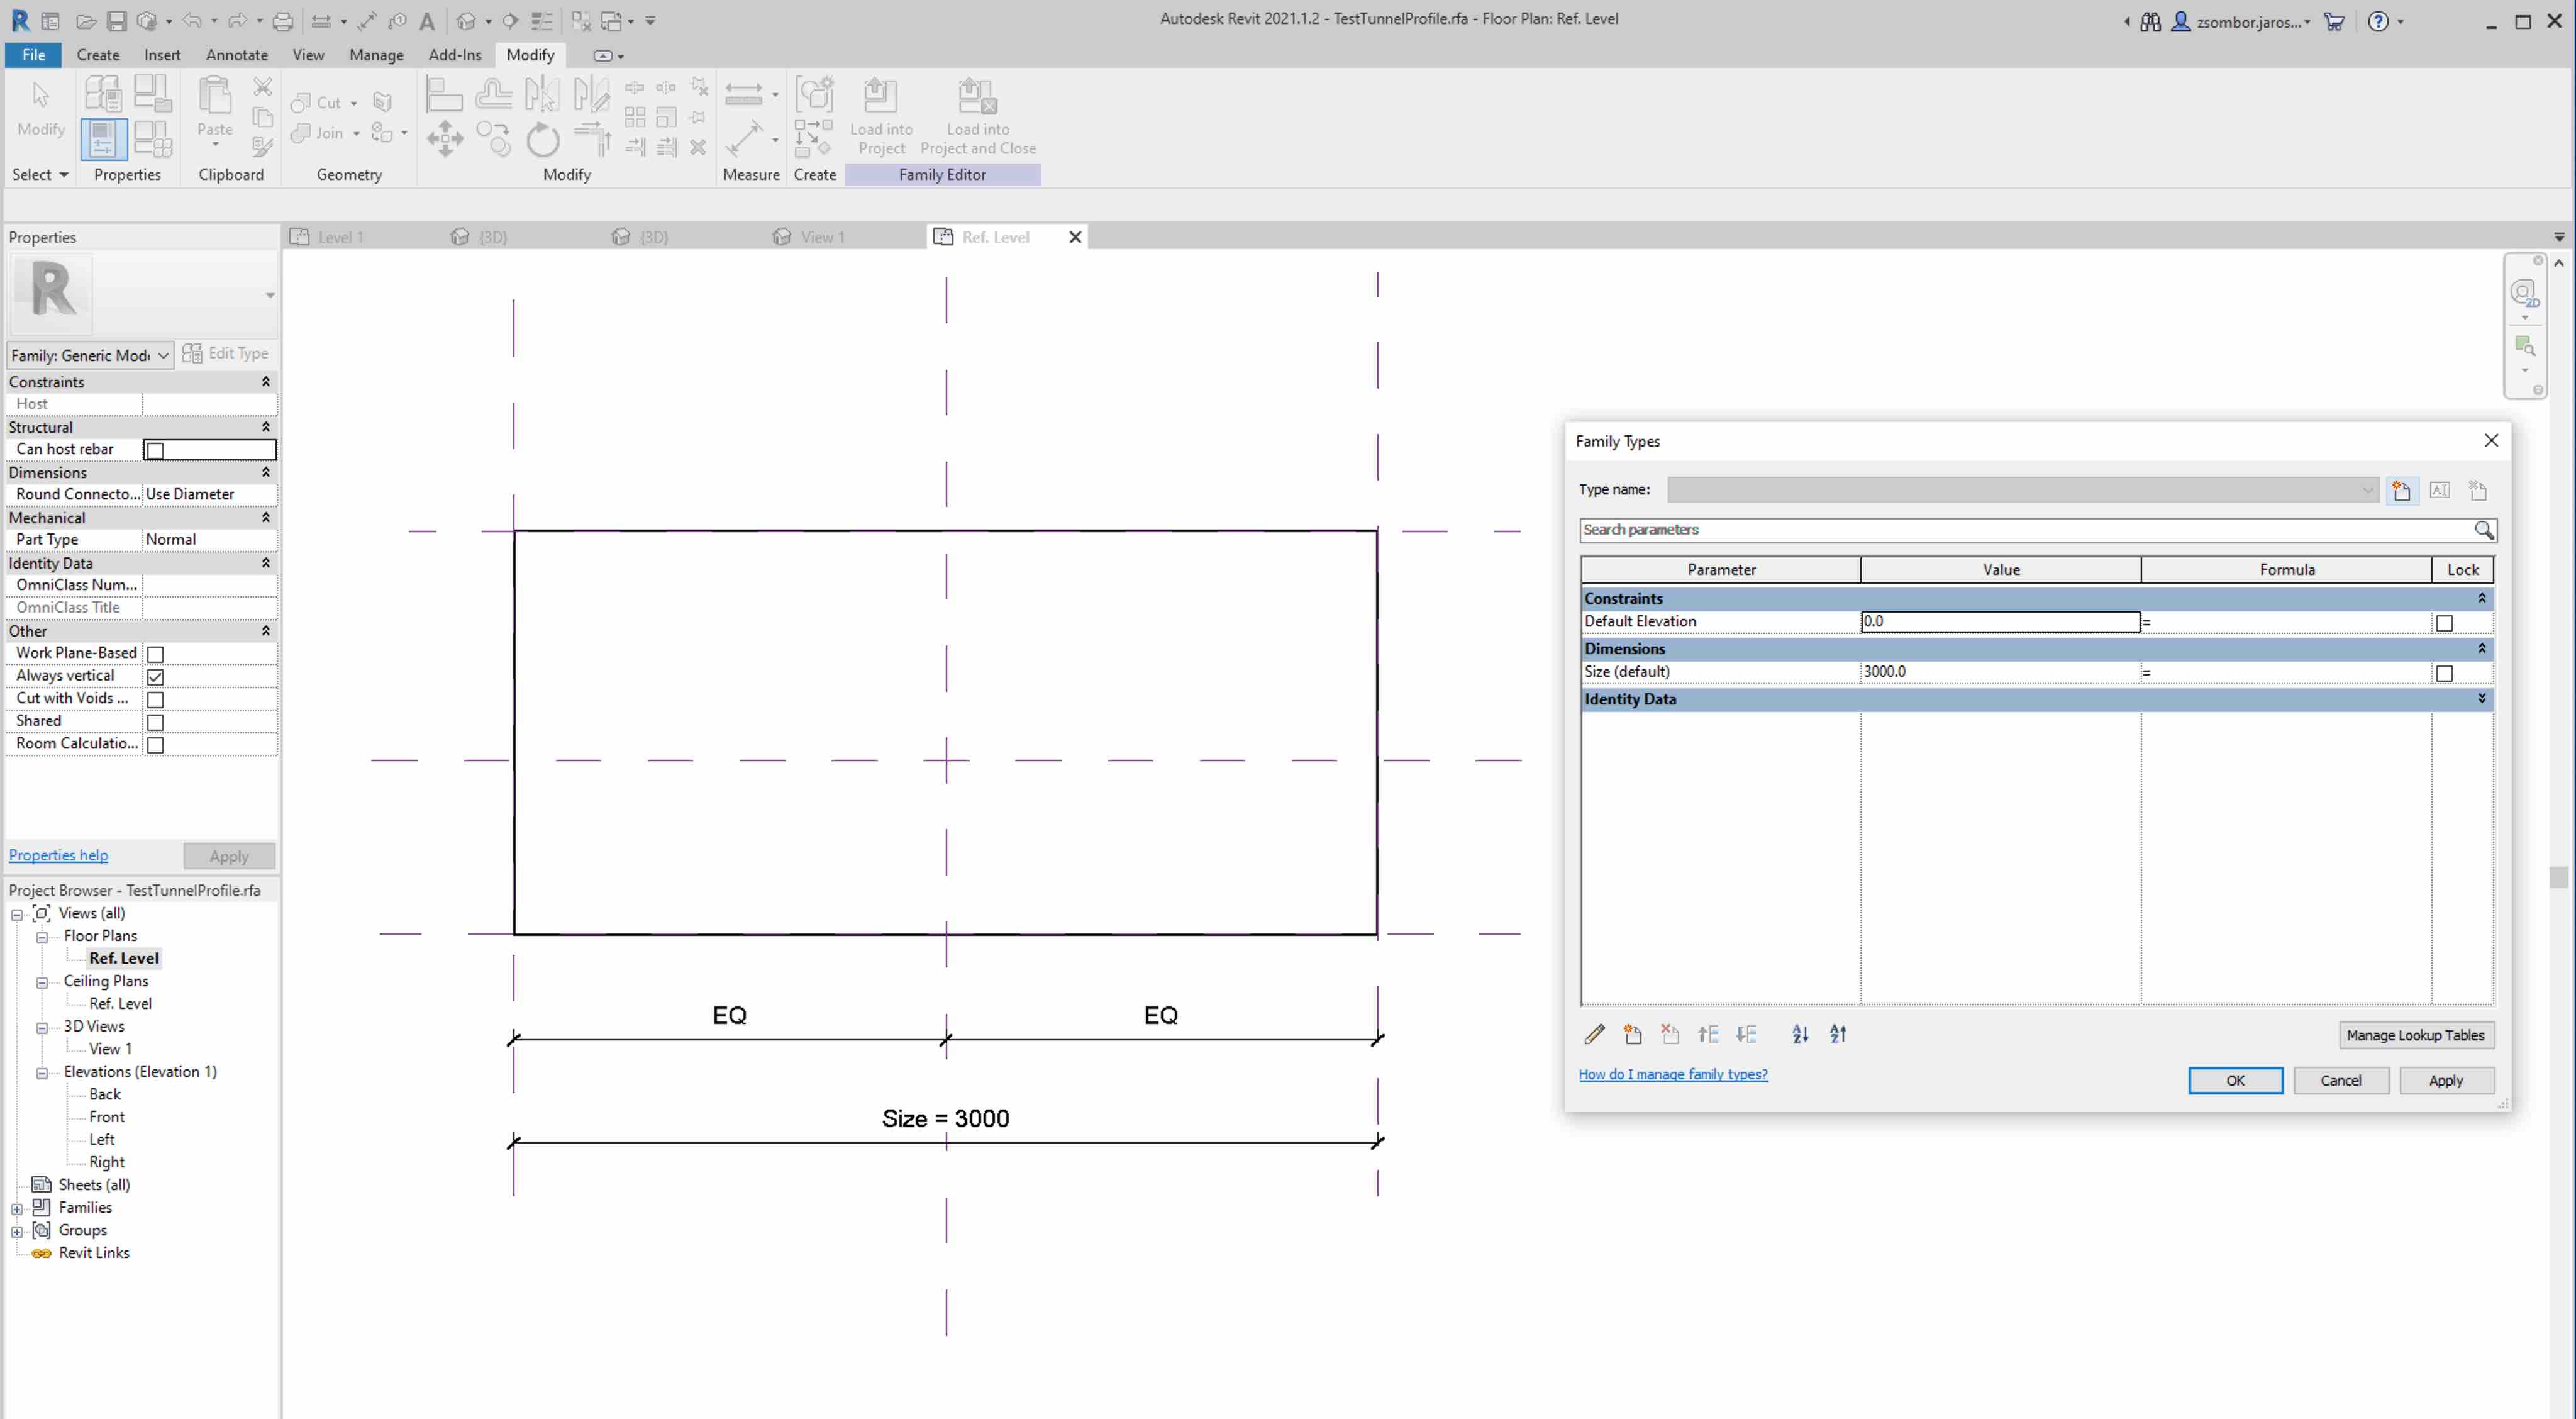 Autodesk Revit 2021.1.2 - TestTunnelProfile.rfa - Floor Plan: Ref. Level
zsombor.jaros...
File Create Insert Annotate View Manage Add-Ins Modify
Modify
Paste
Cut
Join
Load into Project
Load into Project and Close
Select Properties Clipboard Geometry Modify Measure Create Family Editor
Properties
Level 1 {3D} {3D} View 1 Ref. Level
Family: Generic Mode
Edit Type
Constraints
Host
Structural
Can host rebar
Dimensions
Round Connecto... Use Diameter
Mechanical
Part Type Normal
Identity Data
OmniClass Num...
OmniClass Title
Other
Work Plane-Based
Always vertical
Cut with Voids ...
Shared
Room Calculatio...
Properties help Apply
Project Browser - TestTunnelProfile.rfa
Views (all)
Floor Plans
Ref. Level
Ceiling Plans
Ref. Level
3D Views
View 1
Elevations (Elevation 1)
Back
Front
Left
Right
Sheets (all)
Families
Groups
Revit Links
EQ EQ
Size = 3000
2D
Family Types
Type name:
Search parameters
Parameter Value Formula Lock
Constraints
Default Elevation 0.0 =
Dimensions
Size (default) 3000.0 =
Identity Data
Manage Lookup Tables
How do I manage family types?
OK Cancel Apply